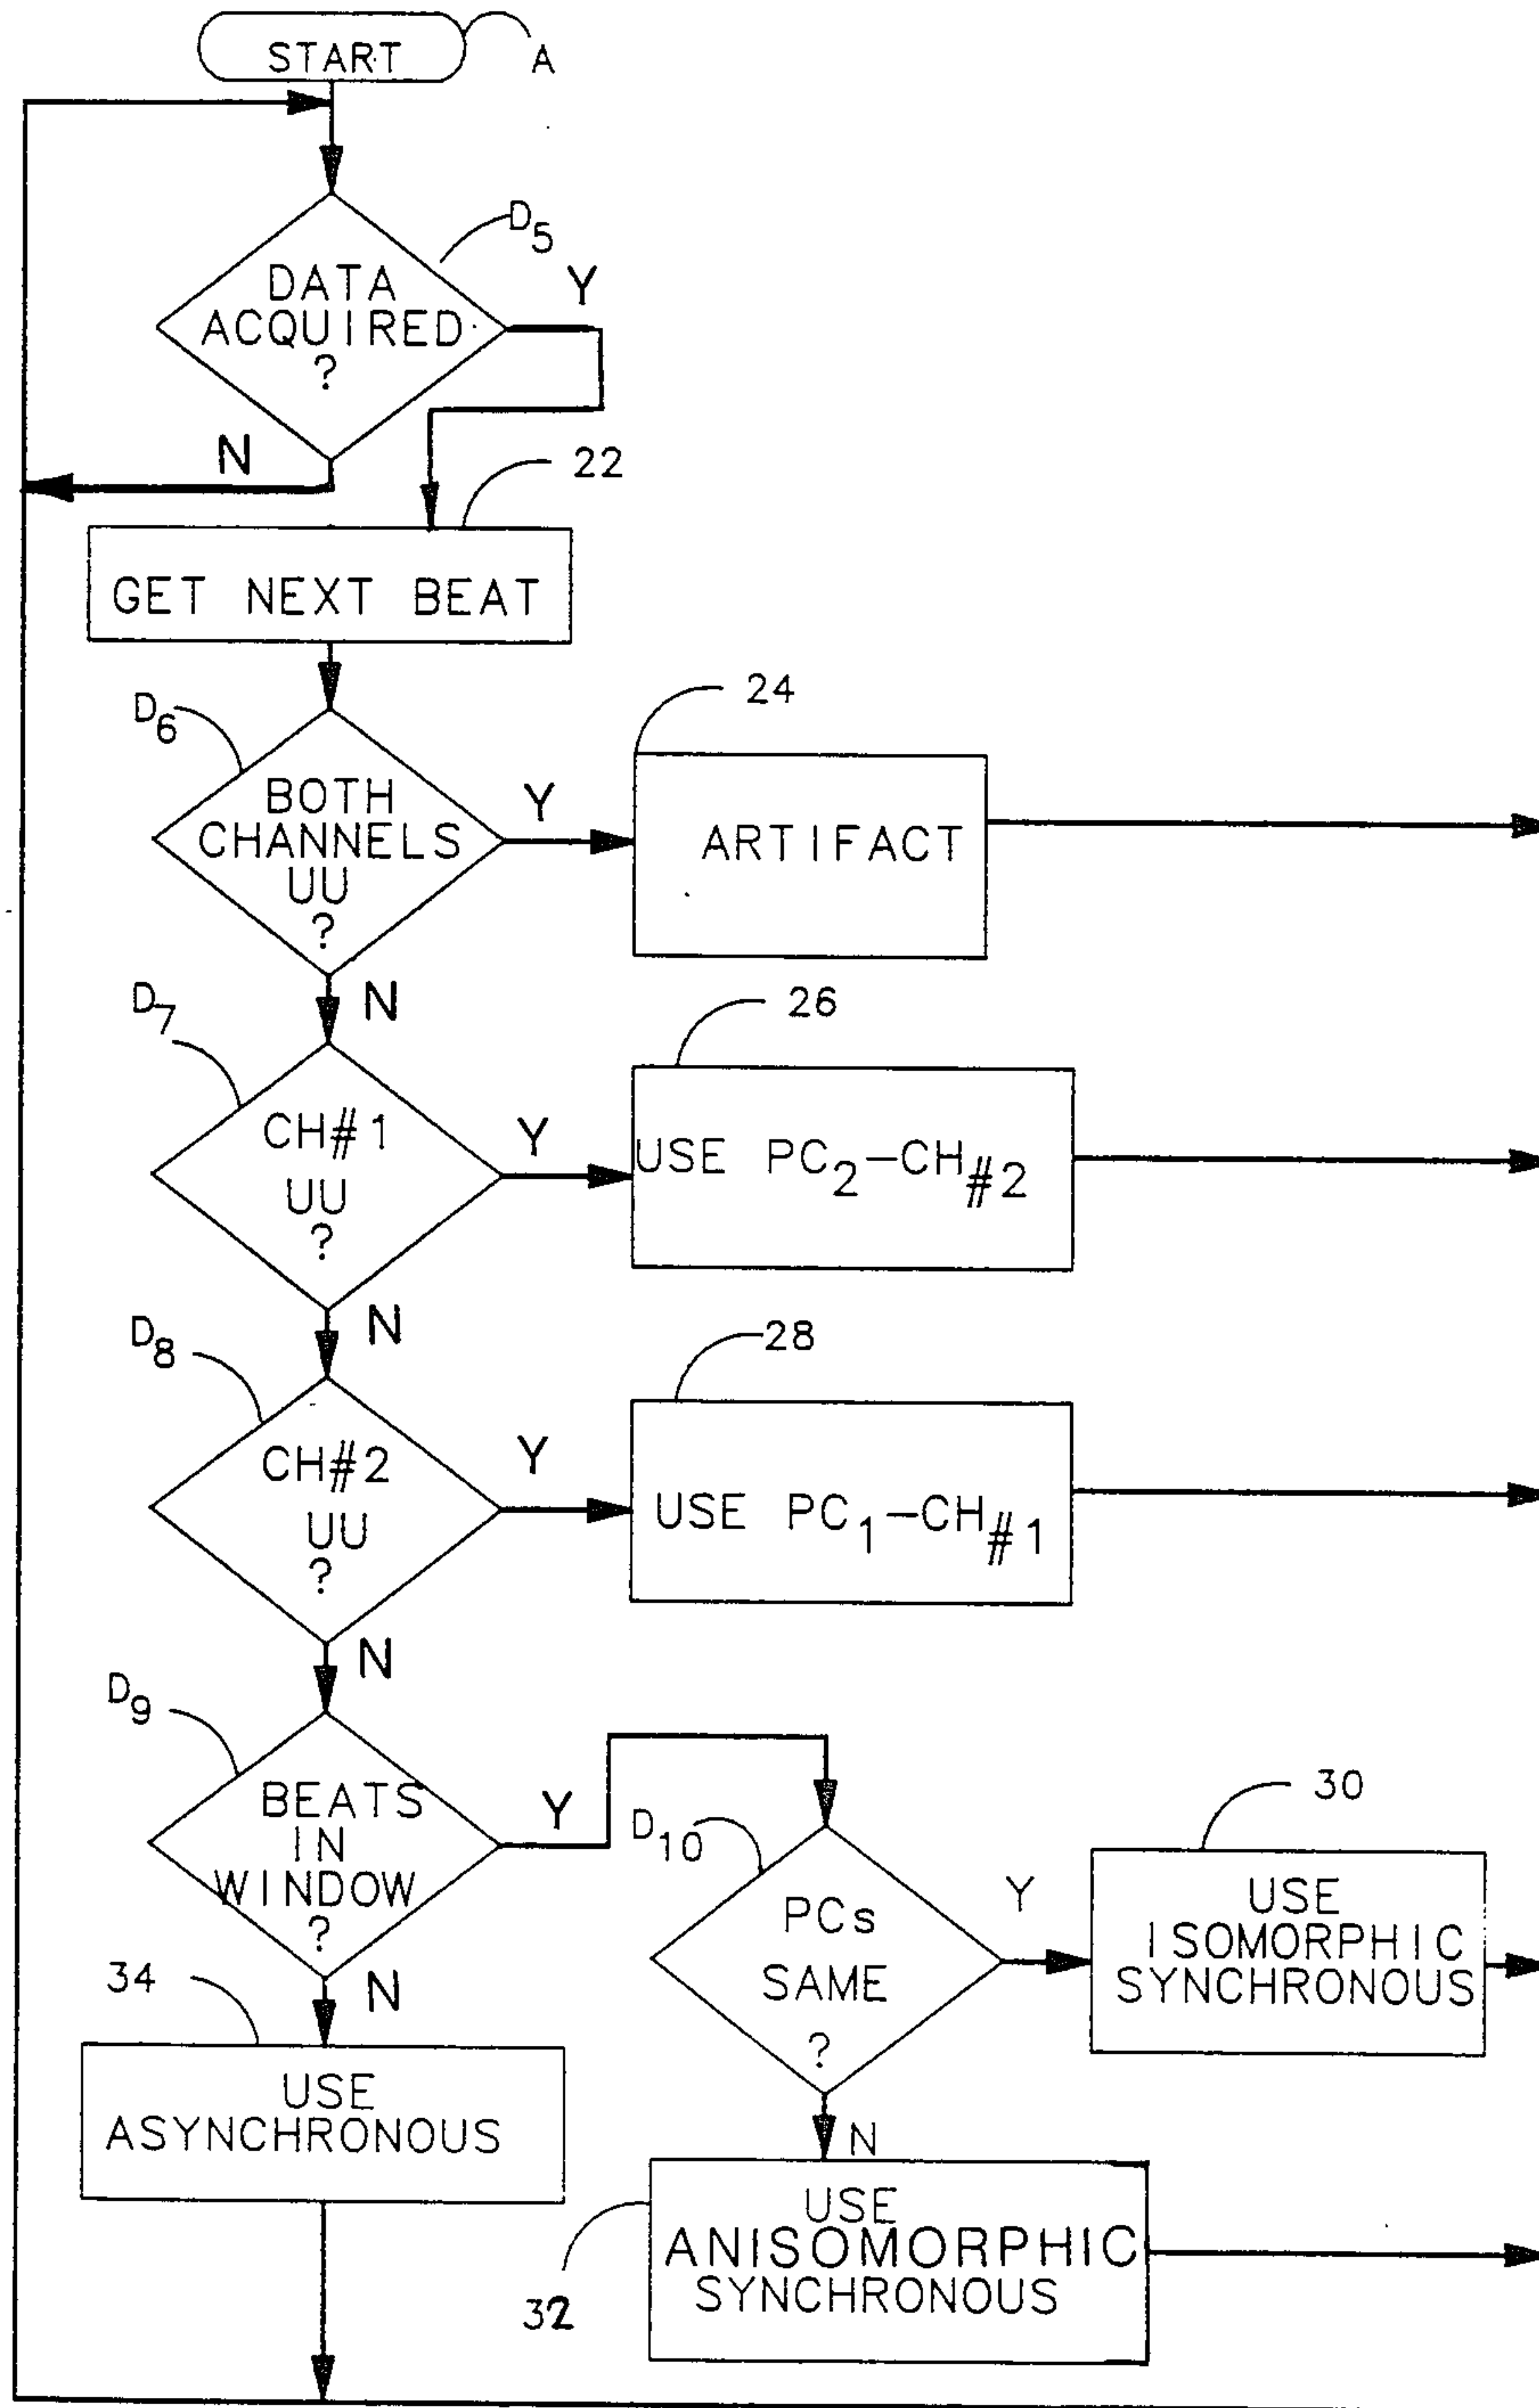 START
A
D5
DATA
ACQUIRED
?
Y
N
22
GET NEXT BEAT
D6
BOTH
CHANNELS
UU
?
Y
24
ARTIFACT
N
D7
CH#1
UU
?
Y
26
USE PC2-CH#2
N
D8
CH#2
UU
?
Y
28
USE PC1-CH#1
N
D9
BEATS
IN
WINDOW
?
Y
D10
PCs
SAME
?
Y
30
USE
ISOMORPHIC
SYNCHRONOUS
N
34
USE
ASYNCHRONOUS
N
32
USE
ANISOMORPHIC
SYNCHRONOUS